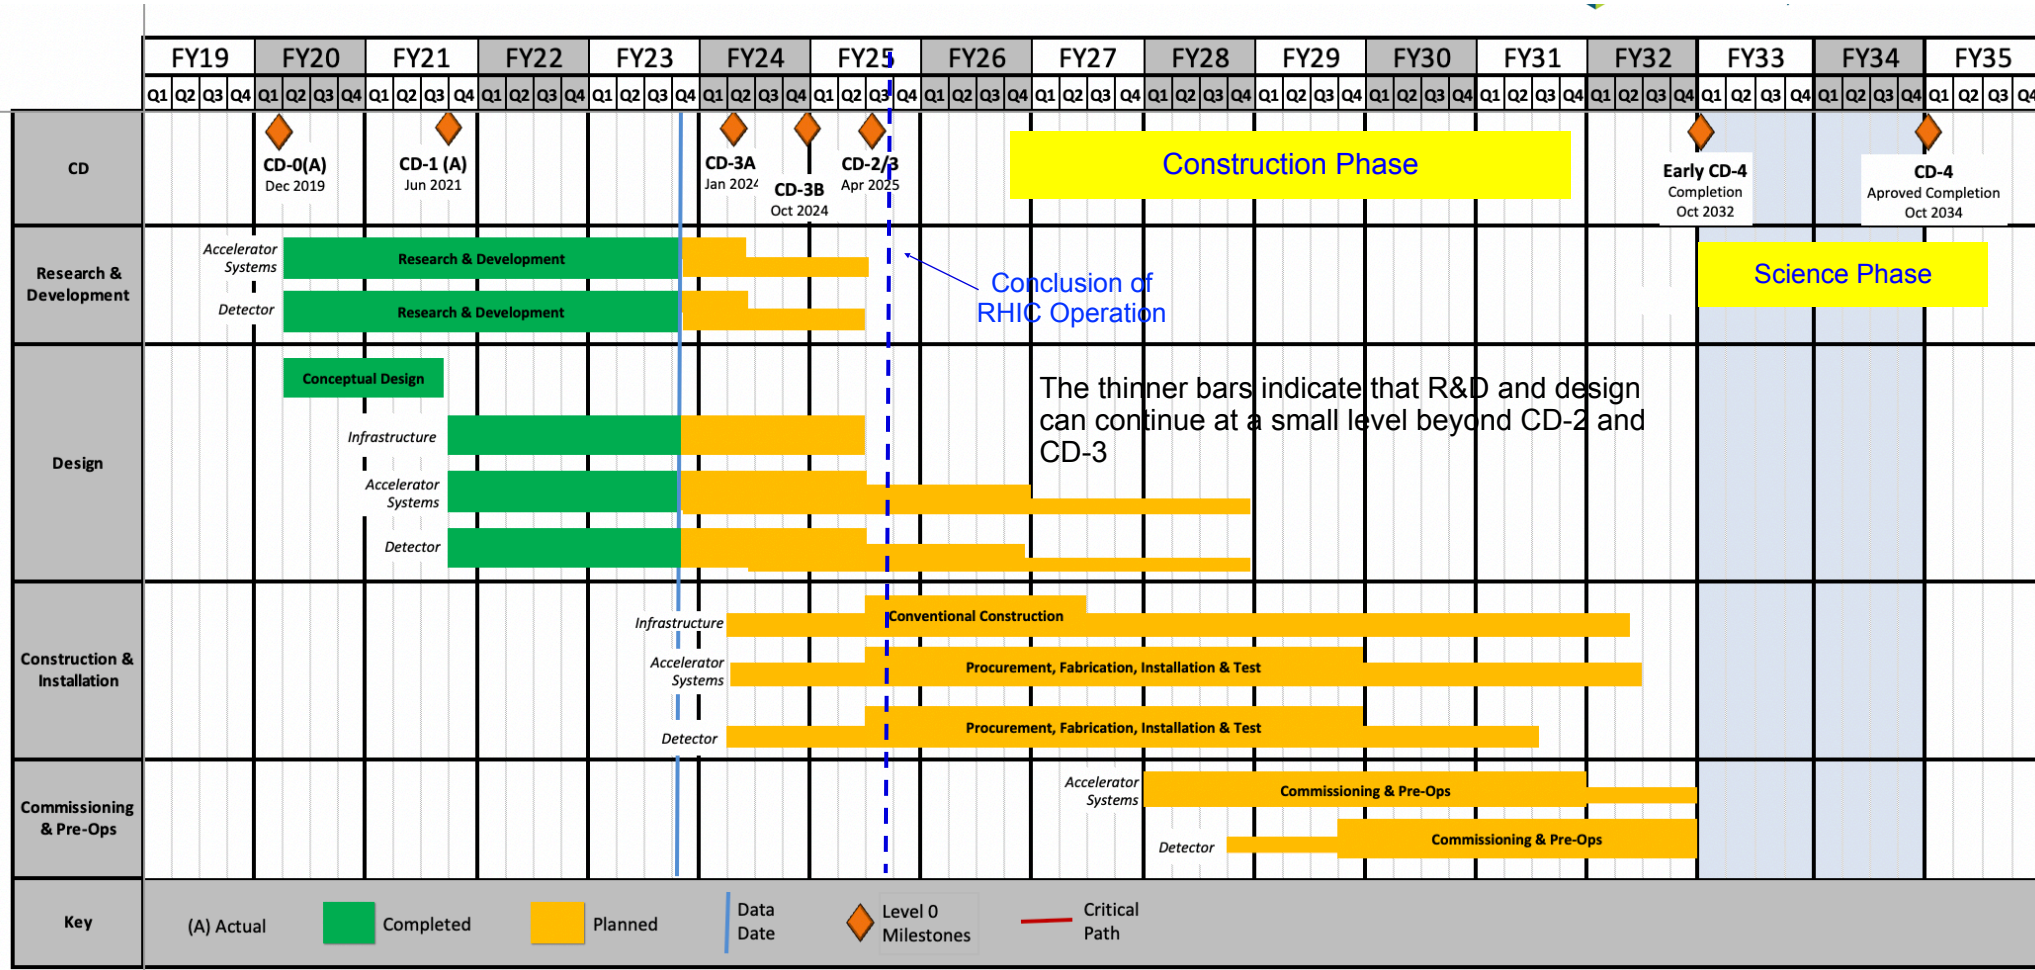 FY19 FY20 FY21 FY22 FY23 FY24 FY25 FY26 FY27 FY28 FY29 FY30 FY31 FY32 FY33 FY34 FY35
Q1 Q2 Q3 Q4 Q1 Q2 Q3 Q4 Q1 Q2 Q3 Q4 Q1 Q2 Q3 Q4 Q1 Q2 Q3 Q4 Q1 Q2 Q3 Q4 Q1 Q2 Q3 Q4 Q1 Q2 Q3 Q4 Q1 Q2 Q3 Q4 Q1 Q2 Q3 Q4 Q1 Q2 Q3 Q4 Q1 Q2 Q3 Q4 Q1 Q2 Q3 Q4 Q1 Q2 Q3 Q4 Q1 Q2 Q3 Q4 Q1 Q2 Q3 Q4 Q1 Q2 Q3 Q4
CD
CD-0(A)
Dec 2019
CD-1 (A)
Jun 2021
CD-3A
Jan 2024
CD-3B
Oct 2024
CD-2/3
Apr 2025
Construction Phase
Early CD-4
Completion
Oct 2032
CD-4
Aproved Completion
Oct 2034
Research &
Development
Accelerator
Systems
Research & Development
Detector
Research & Development
Conclusion of
RHIC Operation
Science Phase
Design
Conceptual Design
Infrastructure
Accelerator
Systems
Detector
The thinner bars indicate that R&D and design
can continue at a small level beyond CD-2 and
CD-3
Construction &
Installation
Infrastructure
Conventional Construction
Accelerator
Systems
Procurement, Fabrication, Installation & Test
Detector
Procurement, Fabrication, Installation & Test
Commissioning
& Pre-Ops
Accelerator
Systems
Commissioning & Pre-Ops
Detector
Commissioning & Pre-Ops
Key
(A) Actual
Completed
Planned
Data
Date
Level 0
Milestones
Critical
Path